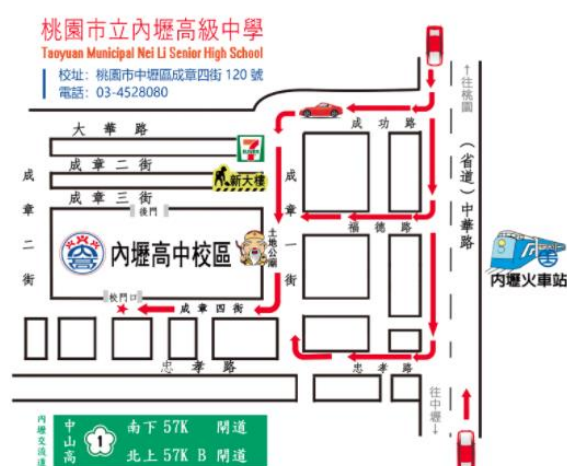 桃園市立內壢高級中學
Taoyuan Municipal Nei Li Senior High School
校址：桃園市中壢區成章四街 120 號
電話：03-4528080
↑往桃園
成功路
大華路
7
ELEVEN
成章二街
新大樓
成章三街
後門
成章二街
成章一街
福德路
（省道）中華路
內壢高中校區
土地公廟
內壢火車站
校門口
成章四街
忠孝路
忠孝路
往中壢↓
內壢交流道
中山高
1
南下 57K 閘道
北上 57K B 閘道